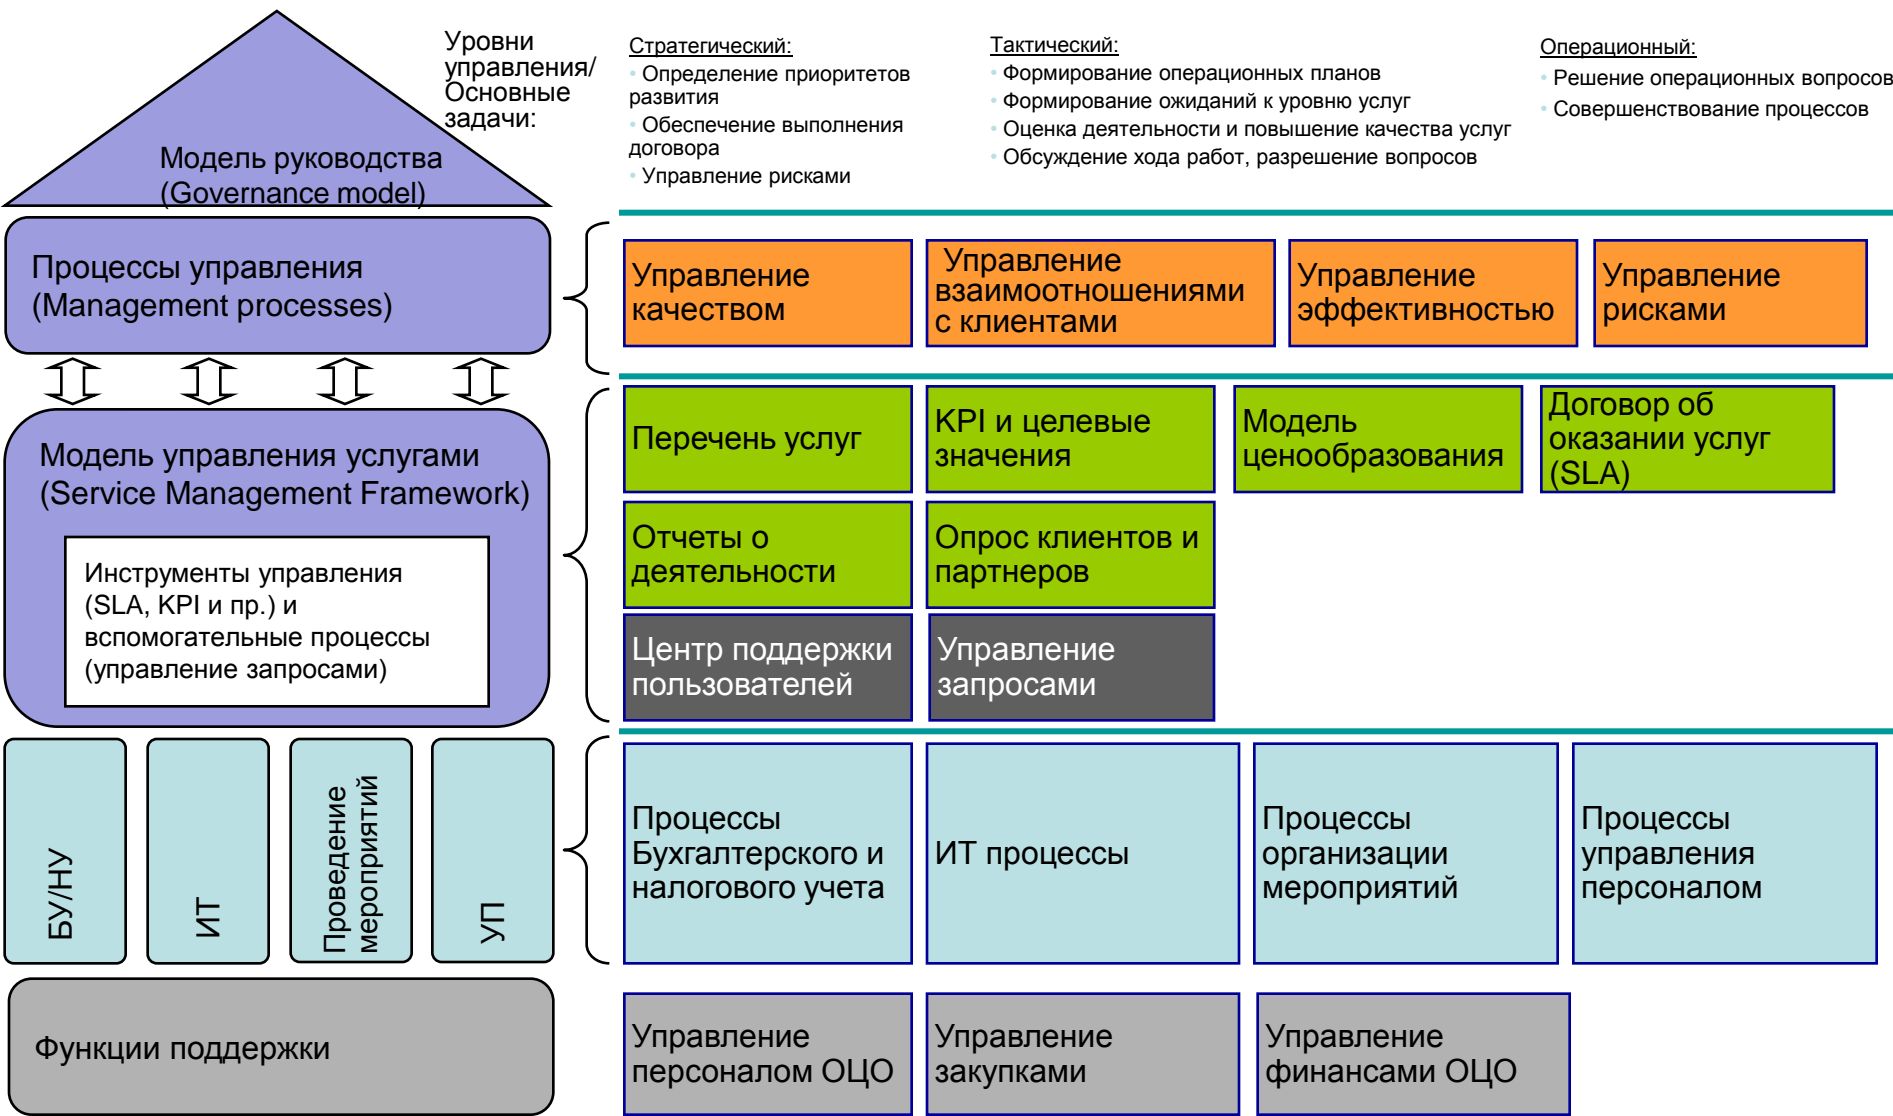 Уровни
управления/
Основные
задачи:
Стратегический:
• Определение приоритетов
развития
• Обеспечение выполнения
договора
• Управление рисками
Тактический:
• Формирование операционных планов
• Формирование ожиданий к уровню услуг
• Оценка деятельности и повышение качества услуг
• Обсуждение хода работ, разрешение вопросов
Операционный:
• Решение операционных вопросов
• Совершенствование процессов
Модель руководства
(Governance model)
Процессы управления
(Management processes)
Управление
качеством
Управление
взаимоотношениями
с клиентами
Управление
эффективностью
Управление
рисками
Модель управления услугами
(Service Management Framework)
Инструменты управления
(SLA, KPI и пр.) и
вспомогательные процессы
(управление запросами)
Перечень услуг
KPI и целевые
значения
Модель
ценообразования
Договор об
оказании услуг
(SLA)
Отчеты о
деятельности
Опрос клиентов и
партнеров
Центр поддержки
пользователей
Управление
запросами
БУ/НУ
ИТ
Проведение
мероприятий
УП
Процессы
Бухгалтерского и
налогового учета
ИТ процессы
Процессы
организации
мероприятий
Процессы
управления
персоналом
Функции поддержки
Управление
персоналом ОЦО
Управление
закупками
Управление
финансами ОЦО